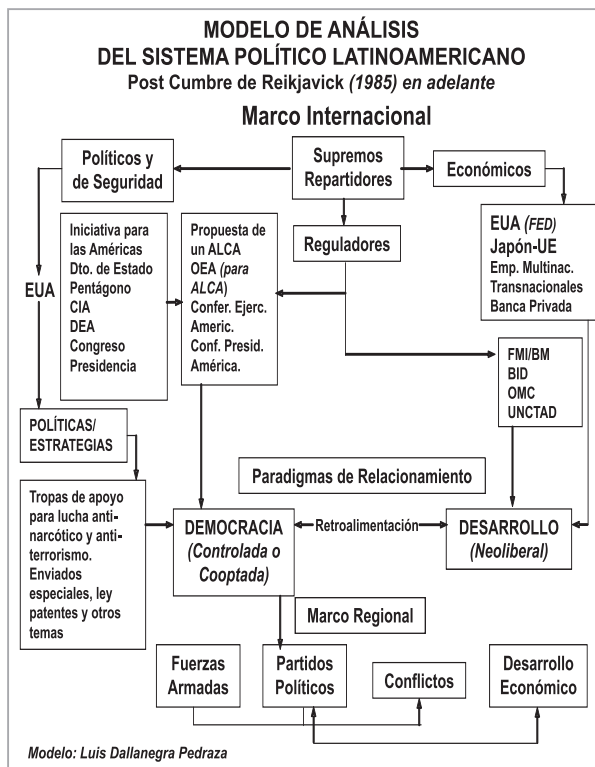 MODELO DE ANÁLISIS
DEL SISTEMA POLÍTICO LATINOAMERICANO
Post Cumbre de Reikjavick (1985) en adelante
Marco Internacional
Políticos y
de Seguridad
Supremos
Repartidores
Económicos
Reguladores
EUA
Iniciativa para
las Américas
Dto. de Estado
Pentágono
CIA
DEA
Congreso
Presidencia
Propuesta de
un ALCA
OEA (para
ALCA)
Confer. Ejerc.
Americ.
Conf. Presid.
América.
EUA (FED)
Japón-UE
Emp. Multinac.
Transnacionales
Banca Privada
FMI/BM
BID
OMC
UNCTAD
POLÍTICAS/
ESTRATEGIAS
Paradigmas de Relacionamiento
Tropas de apoyo
para lucha anti-
narcótico y anti-
terrorismo.
Enviados
especiales, ley
patentes y otros
temas
DEMOCRACIA
(Controlada o
Cooptada)
Retroalimentación
DESARROLLO
(Neoliberal)
Marco Regional
Fuerzas
Armadas
Partidos
Políticos
Conflictos
Desarrollo
Económico
Modelo: Luis Dallanegra Pedraza